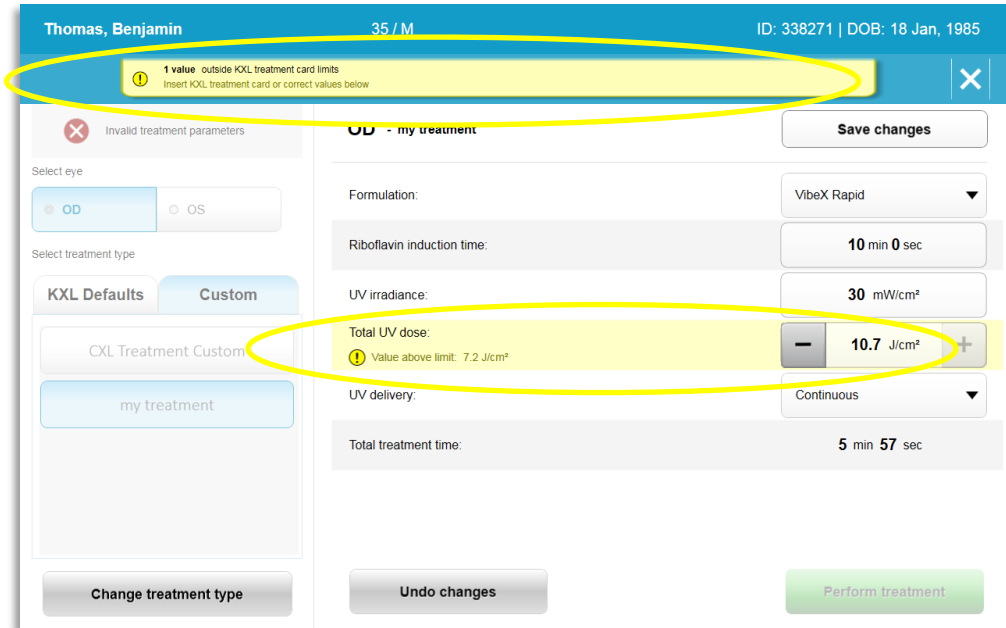 Thomas, Benjamin 35 / M ID: 338271 | DOB: 18 Jan, 1985
1 value outside KXL treatment card limits
Insert KXL treatment card or correct values below
Invalid treatment parameters
OD - my treatment
Save changes
Select eye
OD
OS
Select treatment type
KXL Defaults
Custom
CXL Treatment Custom
my treatment
Change treatment type
Formulation: VibeX Rapid
Riboflavin induction time: 10 min 0 sec
UV irradiance: 30 mW/cm²
Total UV dose:
Value above limit: 7.2 J/cm²
10.7 J/cm²
UV delivery: Continuous
Total treatment time: 5 min 57 sec
Undo changes
Perform treatment